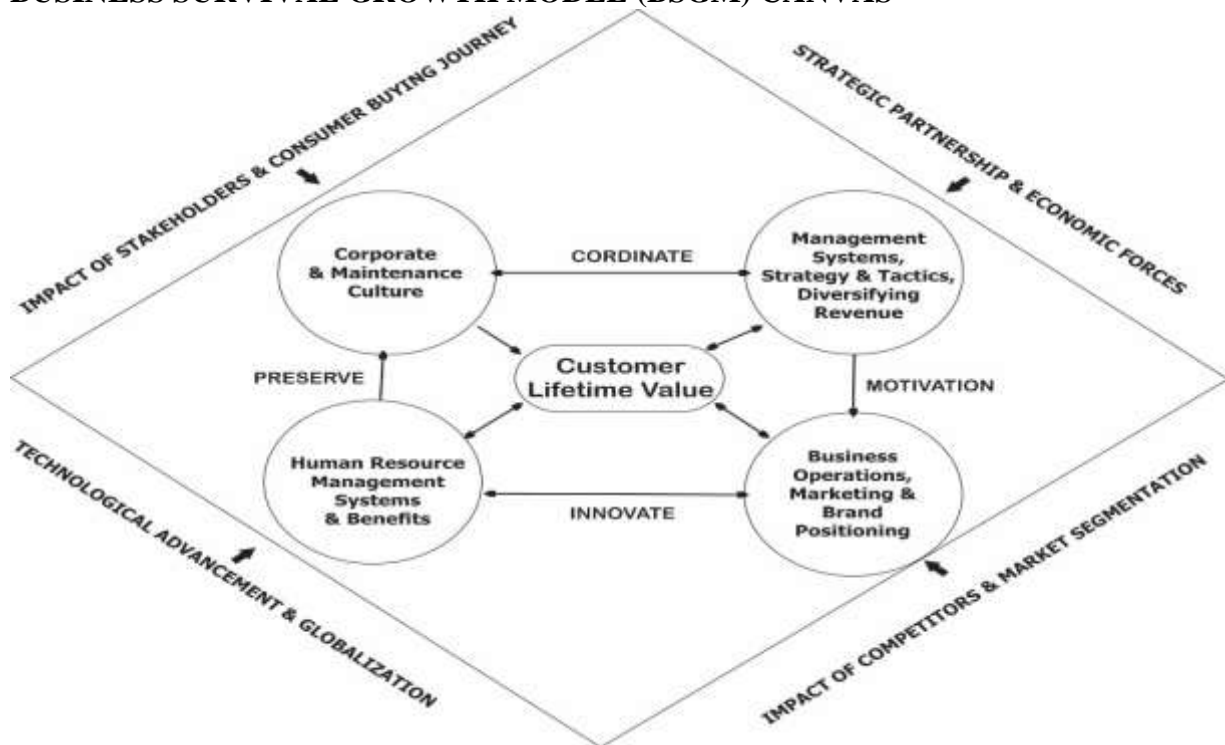 BUSINESS SURVIVAL GROWTH MODEL (BSGM) CANVAS
IMPACT OF STAKEHOLDERS & CONSUMER BUYING JOURNEY
STRATEGIC PARTNERSHIP & ECONOMIC FORCES
Corporate
& Maintenance
Culture
CORDINATE
Management
Systems,
Strategy & Tactics,
Diversifying
Revenue
PRESERVE
Customer
Lifetime Value
MOTIVATION
Human Resource
Management
Systems
& Benefits
INNOVATE
Business
Operations,
Marketing &
Brand
Positioning
TECHNOLOGICAL ADVANCEMENT & GLOBALIZATION
IMPACT OF COMPETITORS & MARKET SEGMENTATION